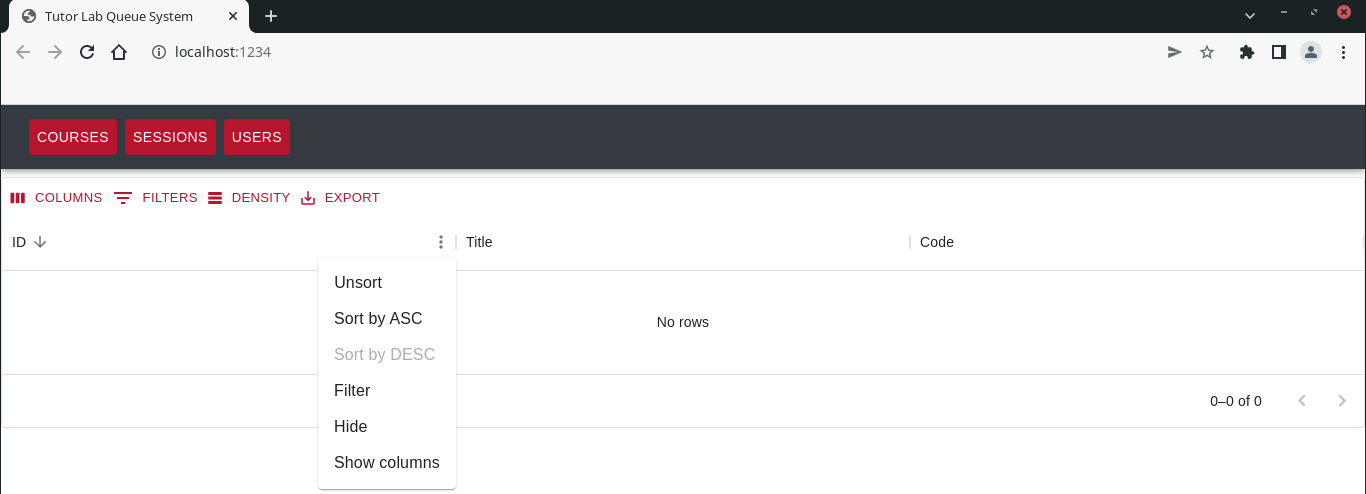 Tutor Lab Queue System
localhost:1234
COURSES SESSIONS USERS
COLUMNS FILTERS DENSITY EXPORT
ID Title Code
Unsort
Sort by ASC
No rows
Sort by DESC
Filter
0–0 of 0
Hide
Show columns